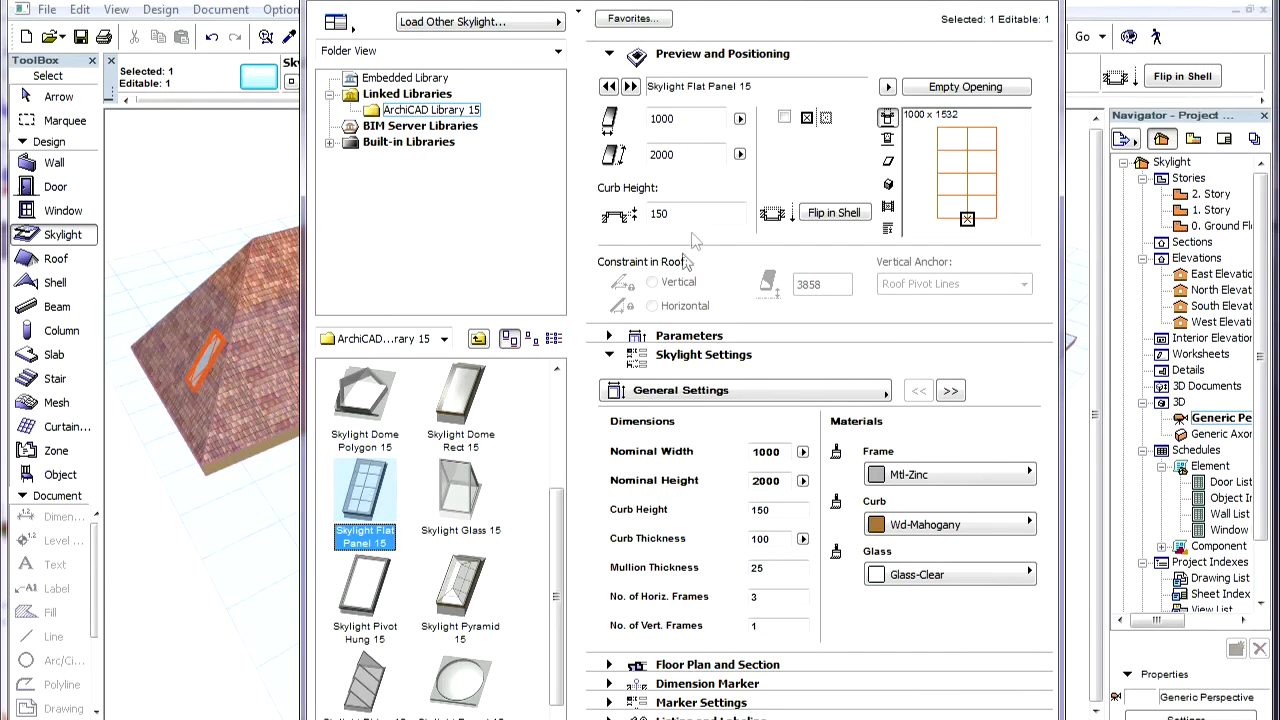 File Edit View Design Document Option
ToolBox
Select
Arrow
Marquee
Design
Wall
Door
Window
Skylight
Roof
Shell
Beam
Column
Slab
Stair
Mesh
Curtain...
Zone
Object
Document
Dimen...
Level ...
Text
Label
Fill
Line
Arc/Ci...
Polyline
Drawing
Selected: 1
Editable: 1
Sk
Load Other Skylight...
Folder View
Embedded Library
Linked Libraries
ArchiCAD Library 15
BIM Server Libraries
Built-in Libraries
ArchiCAD...rary 15
Skylight Dome Polygon 15
Skylight Dome Rect 15
Skylight Flat Panel 15
Skylight Glass 15
Skylight Pivot Hung 15
Skylight Pyramid 15
Favorites...
Selected: 1 Editable: 1
Preview and Positioning
Skylight Flat Panel 15
Empty Opening
1000
1000 x 1532
2000
Curb Height:
150
Flip in Shell
Constraint in Roof
Vertical Anchor:
Vertical
3858
Roof Pivot Lines
Horizontal
Parameters
Skylight Settings
General Settings
<<
>>
Dimensions
Materials
Nominal Width 1000
Frame
Mtl-Zinc
Nominal Height 2000
Curb Height 150
Curb
Wd-Mahogany
Curb Thickness 100
Glass
Glass-Clear
Mullion Thickness 25
No. of Horiz. Frames 3
No. of Vert. Frames 1
Floor Plan and Section
Dimension Marker
Marker Settings
Go
Flip in Shell
Navigator - Project ...
Skylight
Stories
2. Story
1. Story
0. Ground Fl
Sections
Elevations
East Elevatio
North Elevat
South Elevat
West Elevat
Interior Elevatio
Worksheets
Details
3D Documents
3D
Generic Pe
Generic Axon
Schedules
Element
Door List
Object In
Wall List
Window
Component
Project Indexes
Drawing List
Sheet Index
View List
Properties
Generic Perspective